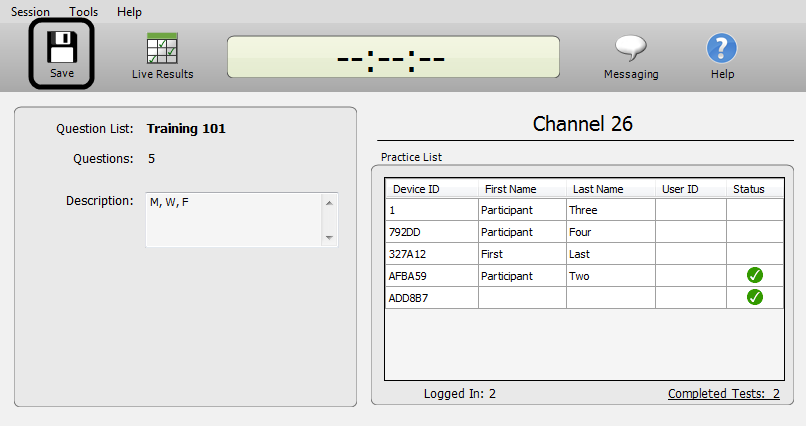 Session Tools Help
Save
Live Results
--:--:--
Messaging
Help
Question List: Training 101
Questions: 5
Description: M, W, F
Channel 26
Practice List
Device ID First Name Last Name User ID Status
1 Participant Three
792DD Participant Four
327A12 First Last
AFBA59 Participant Two
ADD8B7
Logged In: 2
Completed Tests: 2